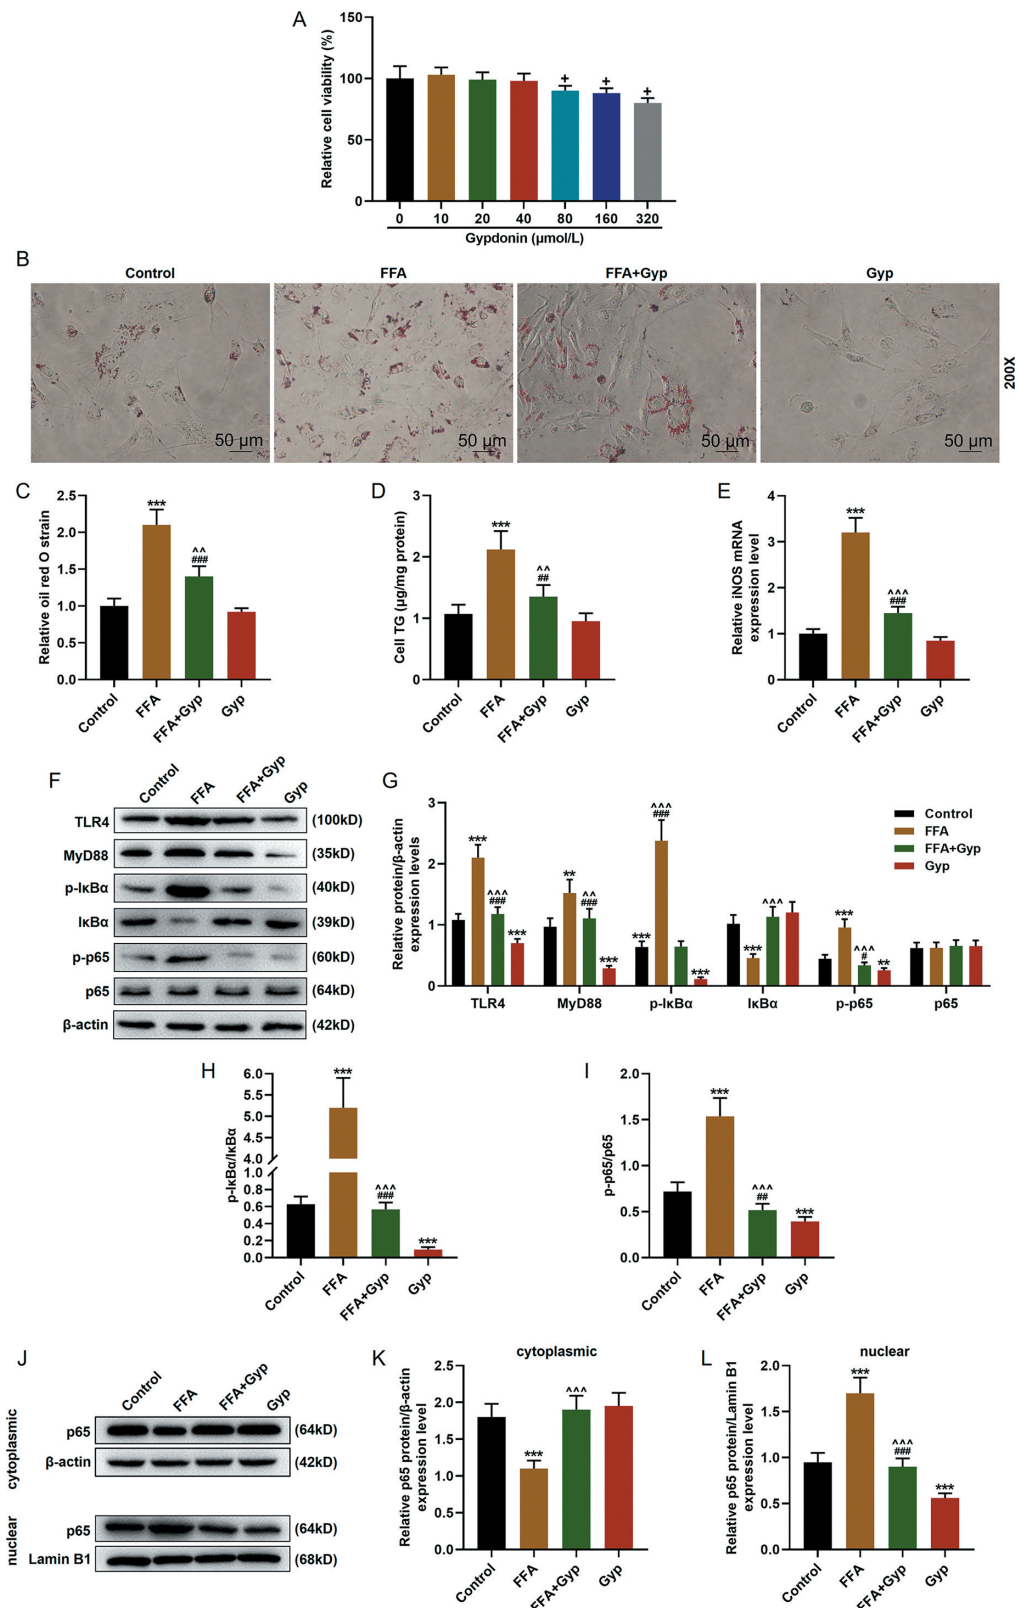 A
Relative cell viability (%)
150
100
50
0
+
+
+
0 10 20 40 80 160 320
Gypdonin (μmol/L)
B
Control FFA FFA+Gyp Gyp
50 μm 50 μm 50 μm 50 μm
200X
C
Relative oil red O strain
2.5
2.0
1.5
1.0
0.5
0.0
***
^^
###
Control FFA FFA+Gyp Gyp
D
Cell TG (μg/mg protein)
3
2
1
0
***
^^
##
Control FFA FFA+Gyp Gyp
E
Relative iNOS mRNA
expression level
4
3
2
1
0
***
^^^
###
Control FFA FFA+Gyp Gyp
F
Control FFA FFA+Gyp Gyp
TLR4 (100kD)
MyD88 (35kD)
p-IκBα (40kD)
IκBα (39kD)
p-p65 (60kD)
p65 (64kD)
β-actin (42kD)
G
Relative protein/β-actin
expression levels
3
2
1
0
***
^^^
###
***
**
^^
###
***
***
^^^
###
***
***
^^^
***
^^^
#
**
TLR4 MyD88 p-IκBα IκBα p-p65 p65
Control
FFA
FFA+Gyp
Gyp
H
p-IκBα/IκBα
6.0
5.5
5.0
4.5
4.0
1.0
0.8
0.6
0.4
0.2
0.0
***
^^^
###
***
Control FFA FFA+Gyp Gyp
I
p-p65/p65
2.0
1.5
1.0
0.5
0.0
***
^^^
##
***
Control FFA FFA+Gyp Gyp
J
Control FFA FFA+Gyp Gyp
cytoplasmic
p65 (64kD)
β-actin (42kD)
nuclear
p65 (64kD)
Lamin B1 (68kD)
K
cytoplasmic
Relative p65 protein/β-actin
expression level
2.5
2.0
1.5
1.0
0.5
0.0
***
^^^
Control FFA FFA+Gyp Gyp
L
nuclear
Relative p65 protein/Lamin B1
expression level
2.0
1.5
1.0
0.5
0.0
***
^^^
###
***
Control FFA FFA+Gyp Gyp